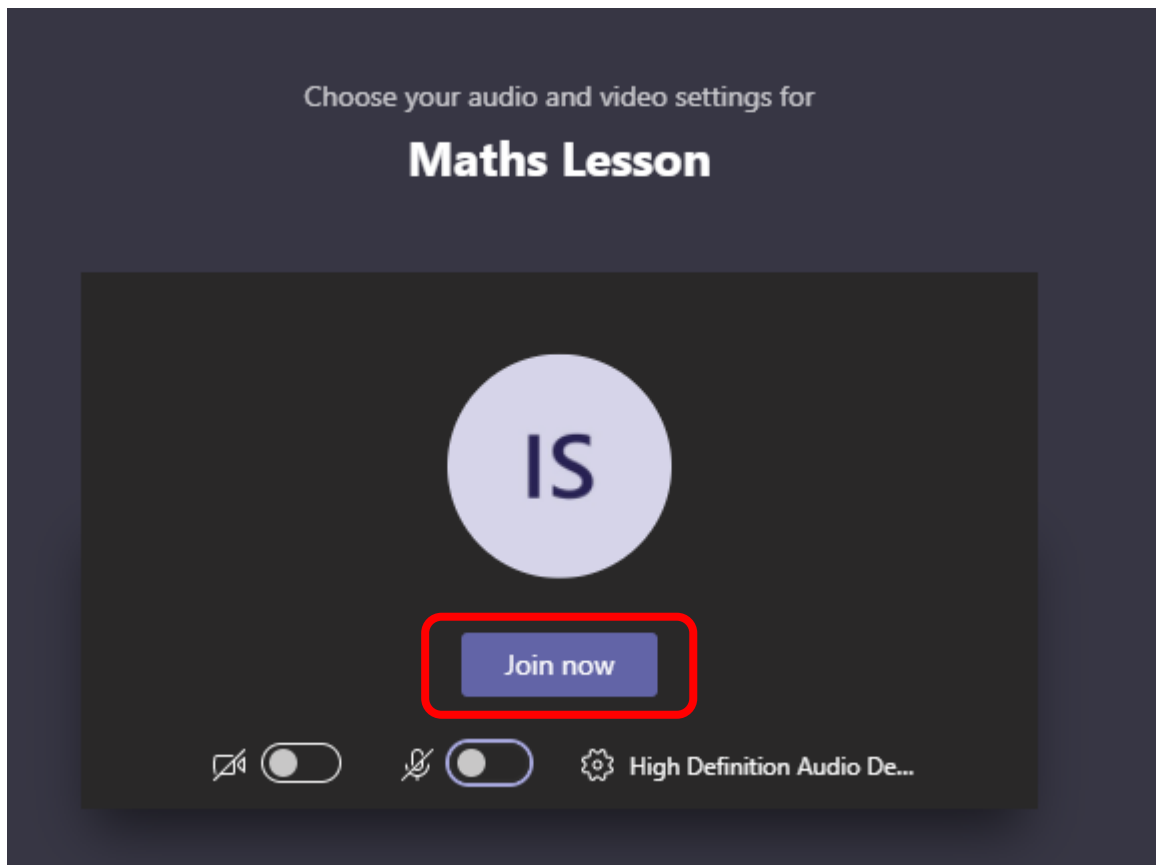 Choose your audio and video settings for
Maths Lesson
IS
Join now
High Definition Audio De...